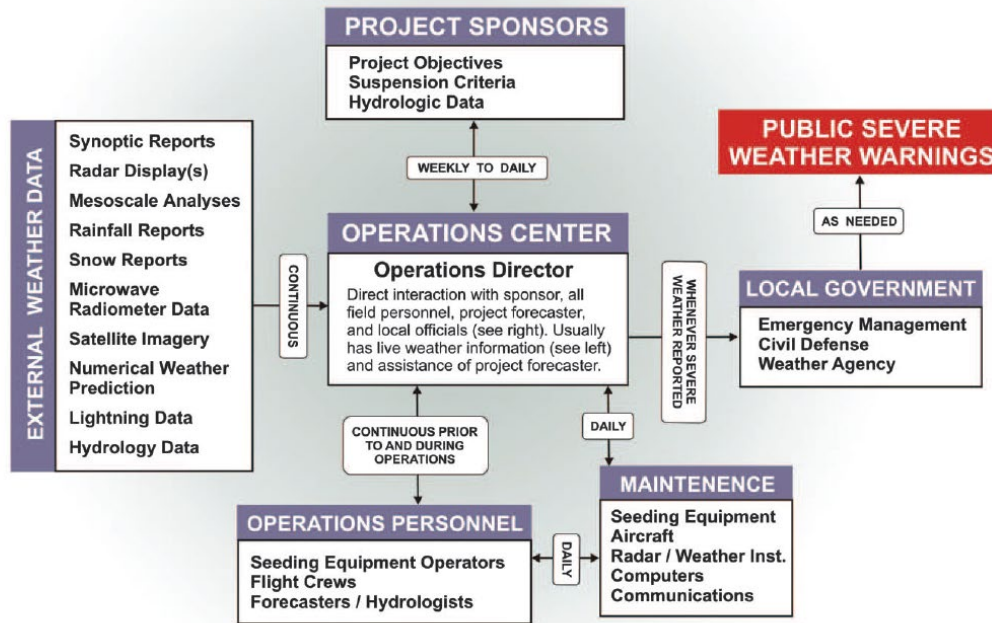 PROJECT SPONSORS
Project Objectives
Suspension Criteria
Hydrologic Data
WEEKLY TO DAILY
EXTERNAL WEATHER DATA
Synoptic Reports
Radar Display(s)
Mesoscale Analyses
Rainfall Reports
Snow Reports
Microwave
Radiometer Data
Satellite Imagery
Numerical Weather
Prediction
Lightning Data
Hydrology Data
CONTINUOUS
OPERATIONS CENTER
Operations Director
Direct interaction with sponsor, all
field personnel, project forecaster,
and local officials (see right). Usually
has live weather information (see left)
and assistance of project forecaster.
WHENEVER SEVERE
WEATHER REPORTED
PUBLIC SEVERE
WEATHER WARNINGS
AS NEEDED
LOCAL GOVERNMENT
Emergency Management
Civil Defense
Weather Agency
CONTINUOUS PRIOR
TO AND DURING
OPERATIONS
DAILY
OPERATIONS PERSONNEL
Seeding Equipment Operators
Flight Crews
Forecasters / Hydrologists
DAILY
MAINTENENCE
Seeding Equipment
Aircraft
Radar / Weather Inst.
Computers
Communications